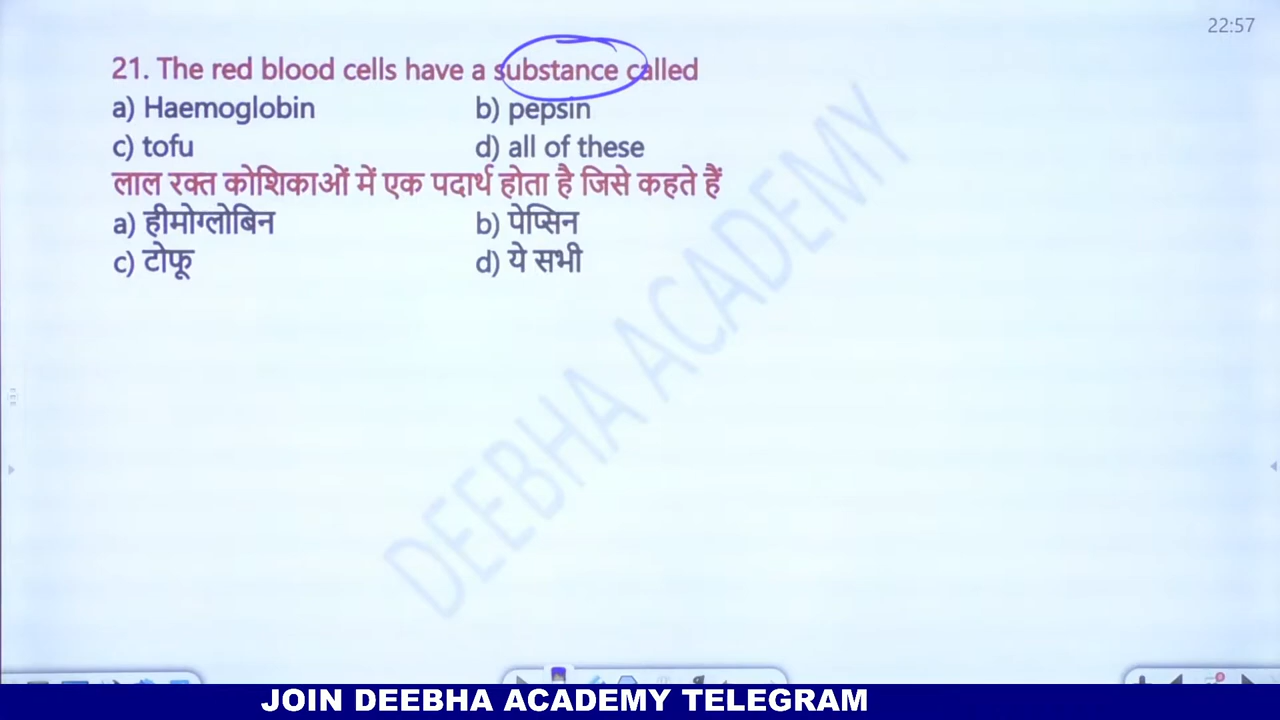 22:57
21. The red blood cells have a substance called
a) Haemoglobin b) pepsin
c) tofu d) all of these
लाल रक्त कोशिकाओं में एक पदार्थ होता है जिसे कहते हैं
a) हीमोग्लोबिन b) पेप्सिन
c) टोफू d) ये सभी
DEEBHA ACADEMY
JOIN DEEBHA ACADEMY TELEGRAM